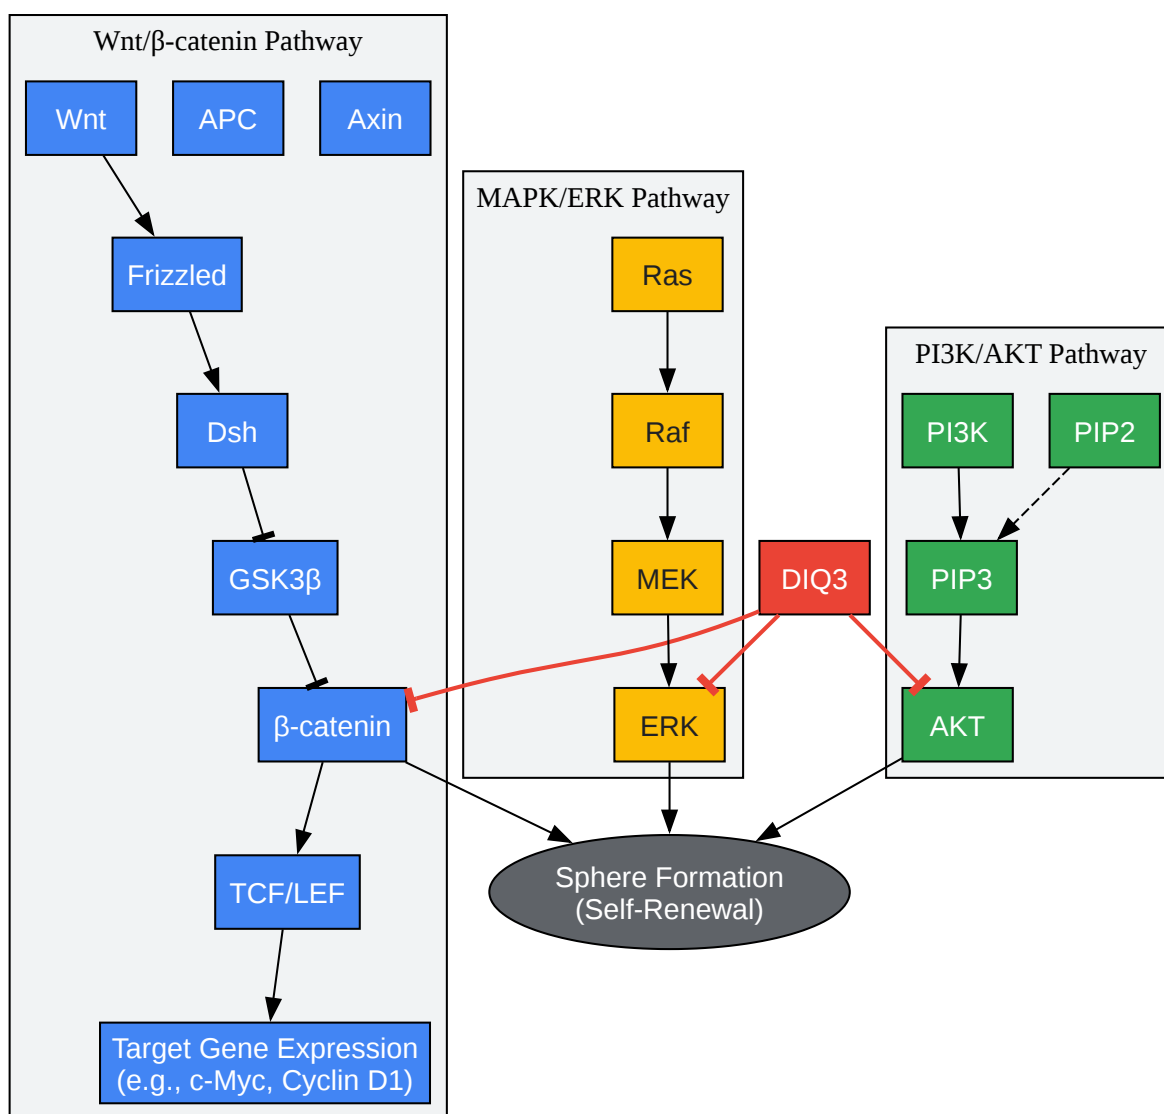 Wnt/β-catenin Pathway
Wnt
APC
Axin
Frizzled
Dsh
GSK3β
β-catenin
TCF/LEF
Target Gene Expression
(e.g., c-Myc, Cyclin D1)
MAPK/ERK Pathway
Ras
Raf
MEK
ERK
DIQ3
PI3K/AKT Pathway
PI3K
PIP2
PIP3
AKT
Sphere Formation
(Self-Renewal)